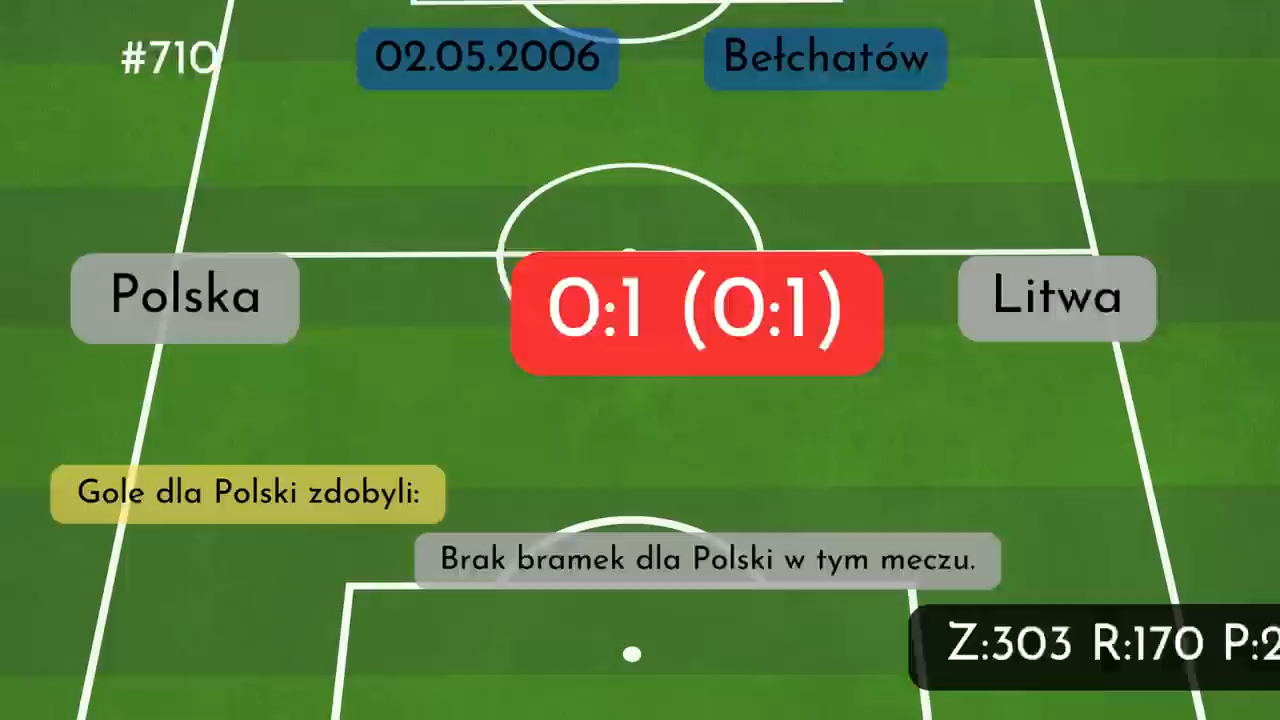 #710
02.05.2006
Bełchatów
Polska
0:1 (0:1)
Litwa
Gole dla Polski zdobyli:
Brak bramek dla Polski w tym meczu.
Z:303 R:170 P:2